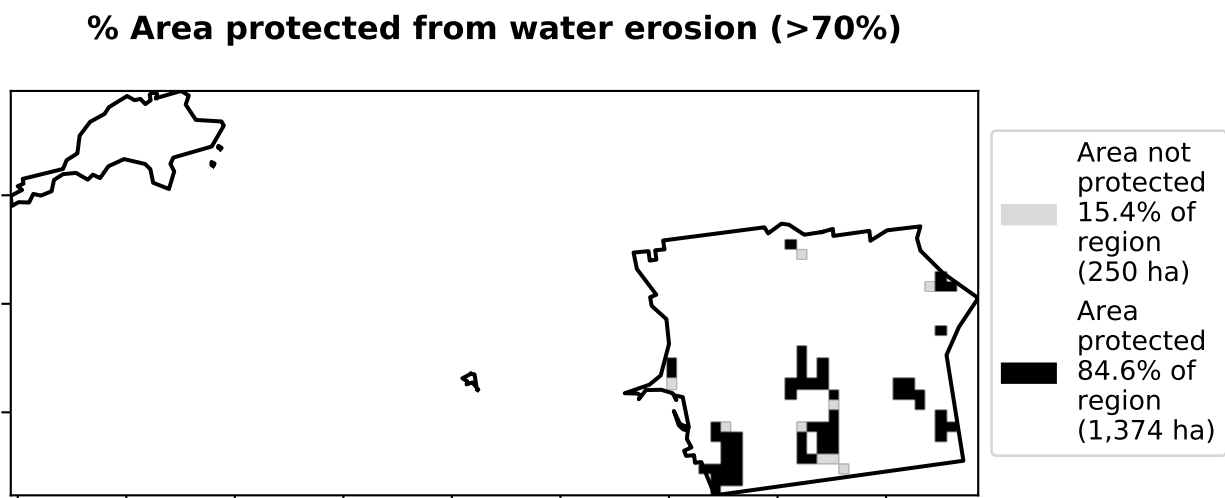 % Area protected from water erosion (>70%)
Area not
protected
15.4% of
region
(250 ha)
Area
protected
84.6% of
region
(1,374 ha)